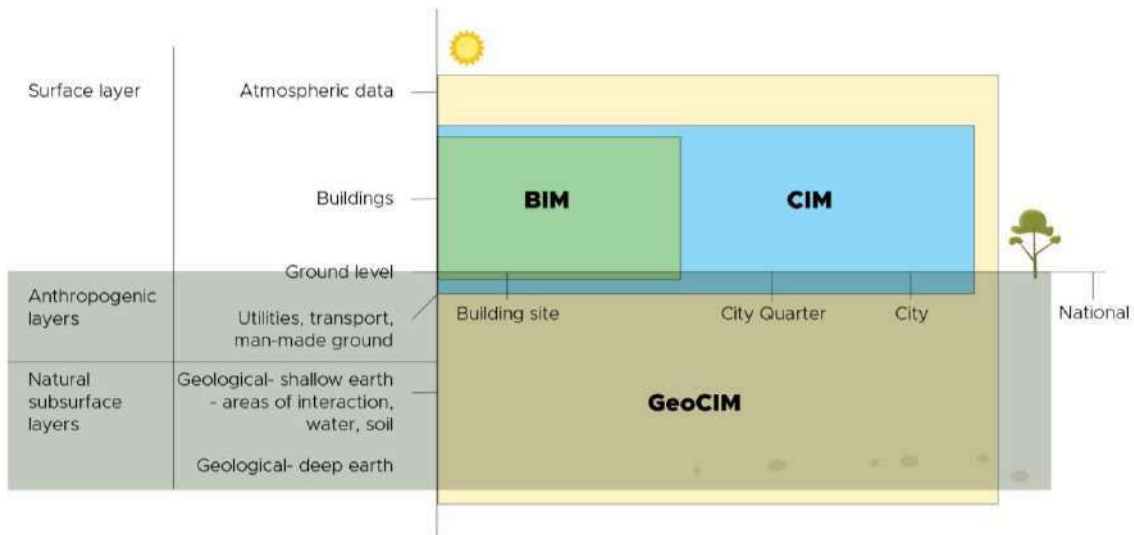 Surface layer
Atmospheric data
Buildings
BIM
CIM
Ground level
Anthropogenic
layers
Utilities, transport,
man-made ground
Building site
City Quarter
City
National
Natural
subsurface
layers
Geological- shallow earth
- areas of interaction,
water, soil
Geological- deep earth
GeoCIM